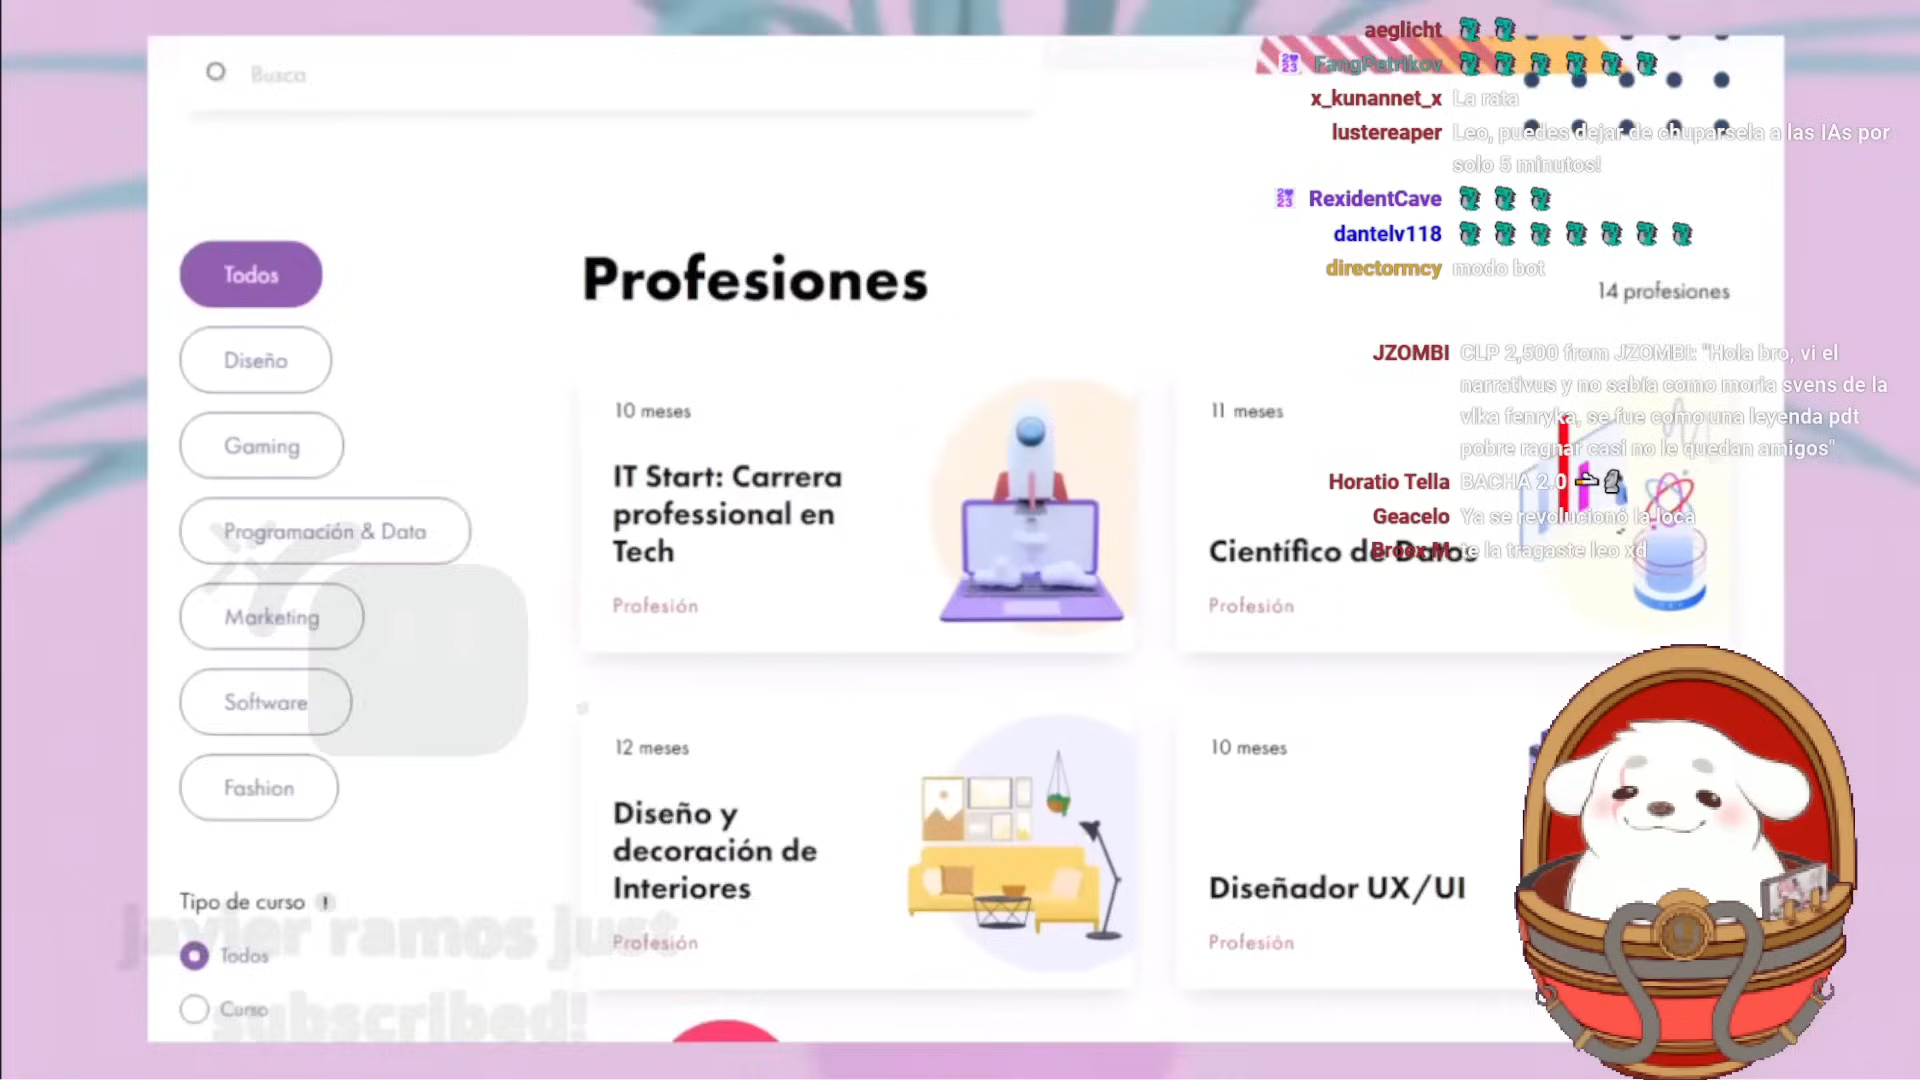 Busca
Todos
Diseño
Gaming
Programación & Data
Marketing
Software
Fashion
Tipo de curso !
Todos
Curso
javier ramos just
subscribed!
Profesiones
14 profesiones
10 meses
IT Start: Carrera
professional en
Tech
Profesión
11 meses
Científico de Datos
Profesión
12 meses
Diseño y
decoración de
Interiores
Profesión
10 meses
Diseñador UX/UI
Profesión
aeglicht
FangPetrikov
x_kunannet_x La rata
lustereaper Leo, puedes dejar de chuparsela a las IAs por
solo 5 minutos!
RexidentCave
dantelv118
directormcy modo bot
JZOMBI CLP 2,500 from JZOMBI: "Hola bro, vi el
narrativus y no sabía como moria svens de la
vlka fenryka, se fue como una leyenda pdt
pobre ragnar casi no le quedan amigos"
Horatio Tella BACHA 2.0
Geacelo Ya se revolucionó la loca
Broex M te la tragaste leo xd